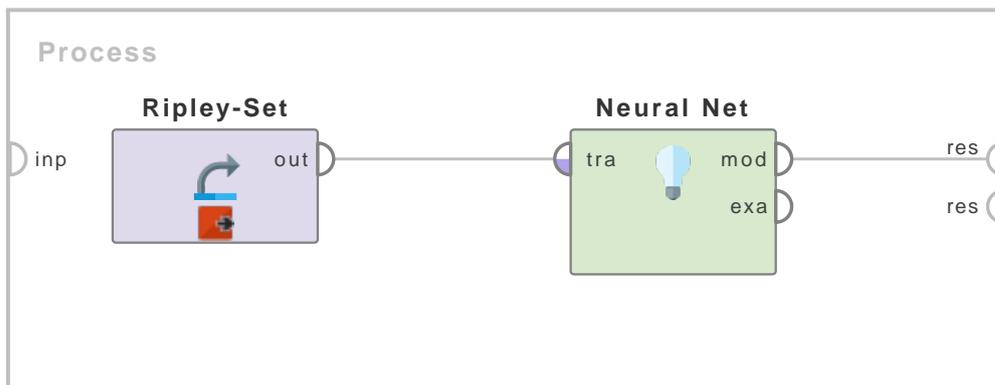 Process
Ripley-Set
Neural Net
inp
out
tra
mod
res
exa
res